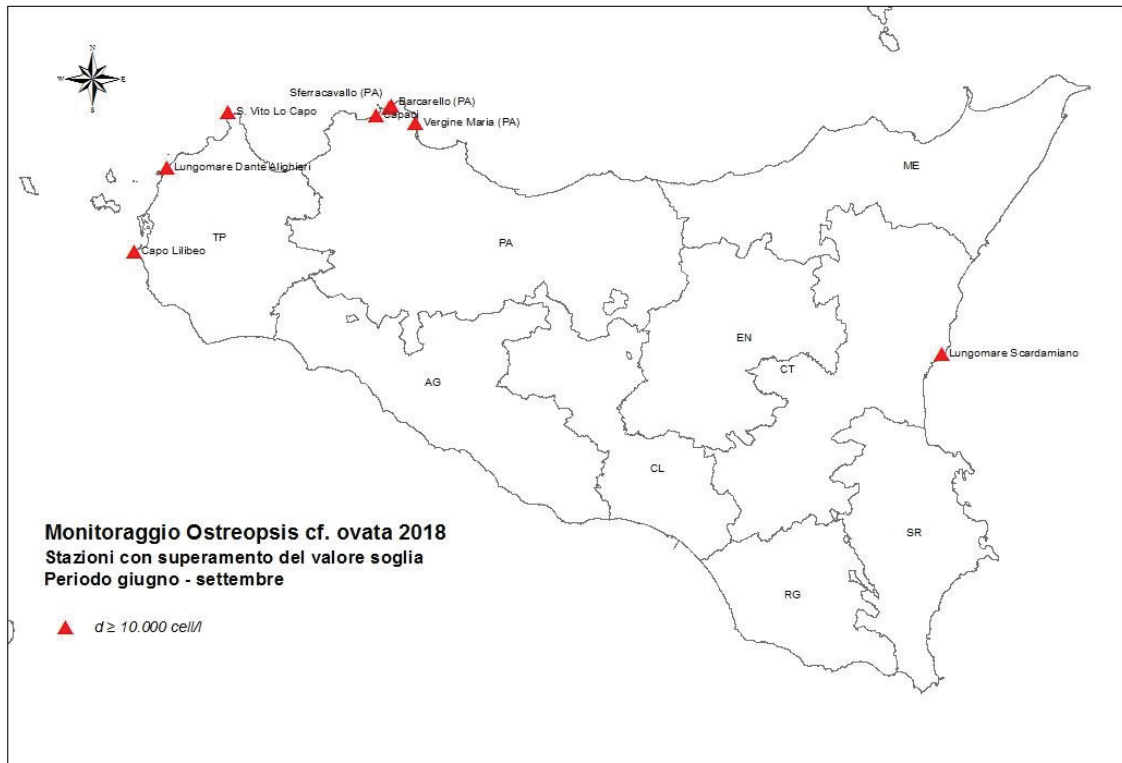 N
W E
S
Sferracavallo (PA)
Barcarello (PA)
S. Vito Lo Capo
Capaci
Vergine Maria (PA)
Lungomare Dante Alighieri
ME
TP
PA
Capo Lilibeo
EN
Lungomare Scardamiano
CT
AG
CL
Monitoraggio Ostreopsis cf. ovata 2018
Stazioni con superamento del valore soglia
Periodo giugno - settembre
SR
RG
d ≥ 10.000 cell/l